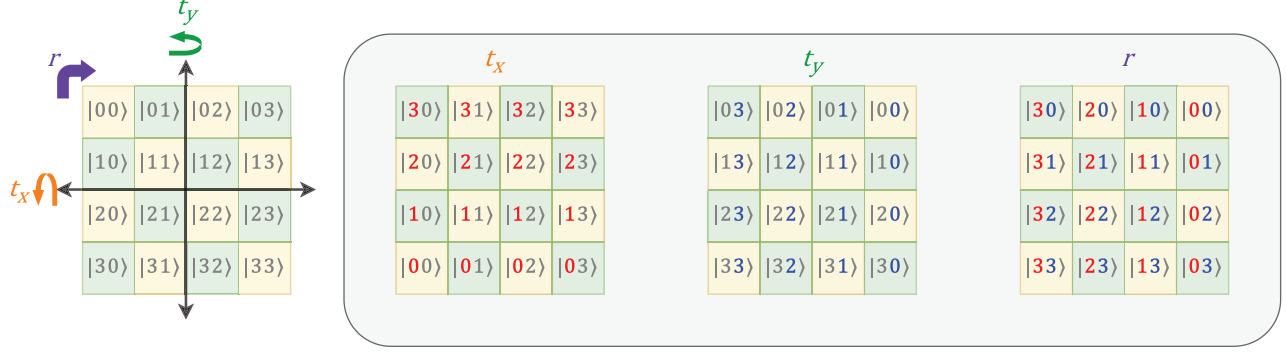 t_y
r
t_x t_y r
|00⟩ |01⟩ |02⟩ |03⟩ |30⟩ |31⟩ |32⟩ |33⟩ |03⟩ |02⟩ |01⟩ |00⟩ |30⟩ |20⟩ |10⟩ |00⟩
|10⟩ |11⟩ |12⟩ |13⟩ |20⟩ |21⟩ |22⟩ |23⟩ |13⟩ |12⟩ |11⟩ |10⟩ |31⟩ |21⟩ |11⟩ |01⟩
t_x
|20⟩ |21⟩ |22⟩ |23⟩ |10⟩ |11⟩ |12⟩ |13⟩ |23⟩ |22⟩ |21⟩ |20⟩ |32⟩ |22⟩ |12⟩ |02⟩
|30⟩ |31⟩ |32⟩ |33⟩ |00⟩ |01⟩ |02⟩ |03⟩ |33⟩ |32⟩ |31⟩ |30⟩ |33⟩ |23⟩ |13⟩ |03⟩